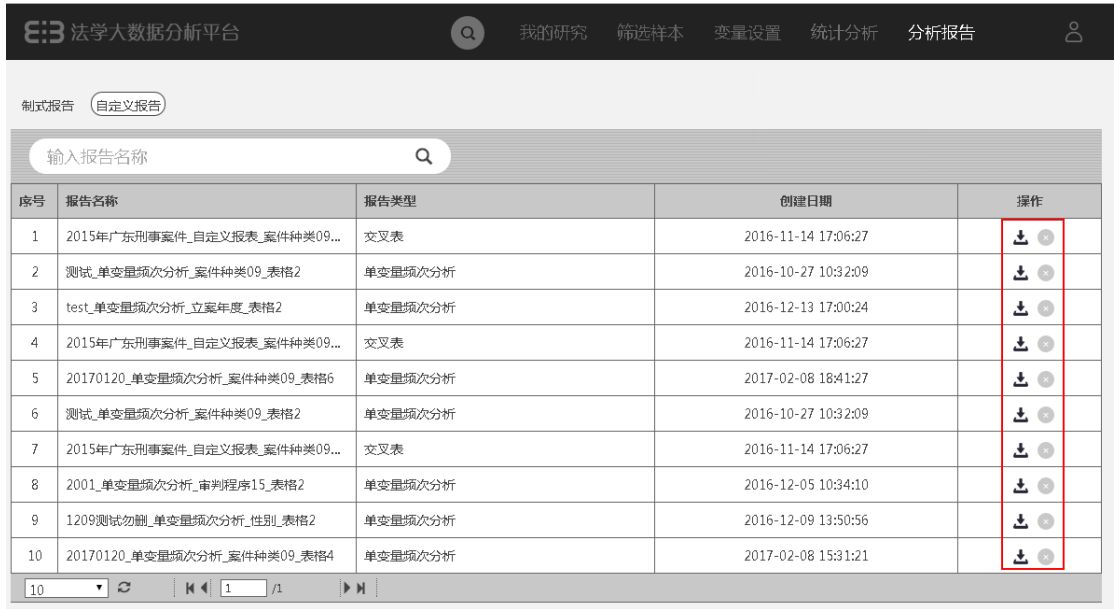 法学大数据分析平台 我的研究 筛选样本 变量设置 统计分析 分析报告
制式报告 自定义报告
输入报告名称
序号 报告名称 报告类型 创建日期 操作
1 2015年广东刑事案件_自定义报表_案件种类09... 交叉表 2016-11-14 17:06:27
2 测试_单变量频次分析_案件种类09_表格2 单变量频次分析 2016-10-27 10:32:09
3 test_单变量频次分析_立案年度_表格2 单变量频次分析 2016-12-13 17:00:24
4 2015年广东刑事案件_自定义报表_案件种类09... 交叉表 2016-11-14 17:06:27
5 20170120_单变量频次分析_案件种类09_表格6 单变量频次分析 2017-02-08 18:41:27
6 测试_单变量频次分析_案件种类09_表格2 单变量频次分析 2016-10-27 10:32:09
7 2015年广东刑事案件_自定义报表_案件种类09... 交叉表 2016-11-14 17:06:27
8 2001_单变量频次分析_审判程序15_表格2 单变量频次分析 2016-12-05 10:34:10
9 1209测试勿删_单变量频次分析_性别_表格2 单变量频次分析 2016-12-09 13:50:56
10 20170120_单变量频次分析_案件种类09_表格4 单变量频次分析 2017-02-08 15:31:21
10 1 /1